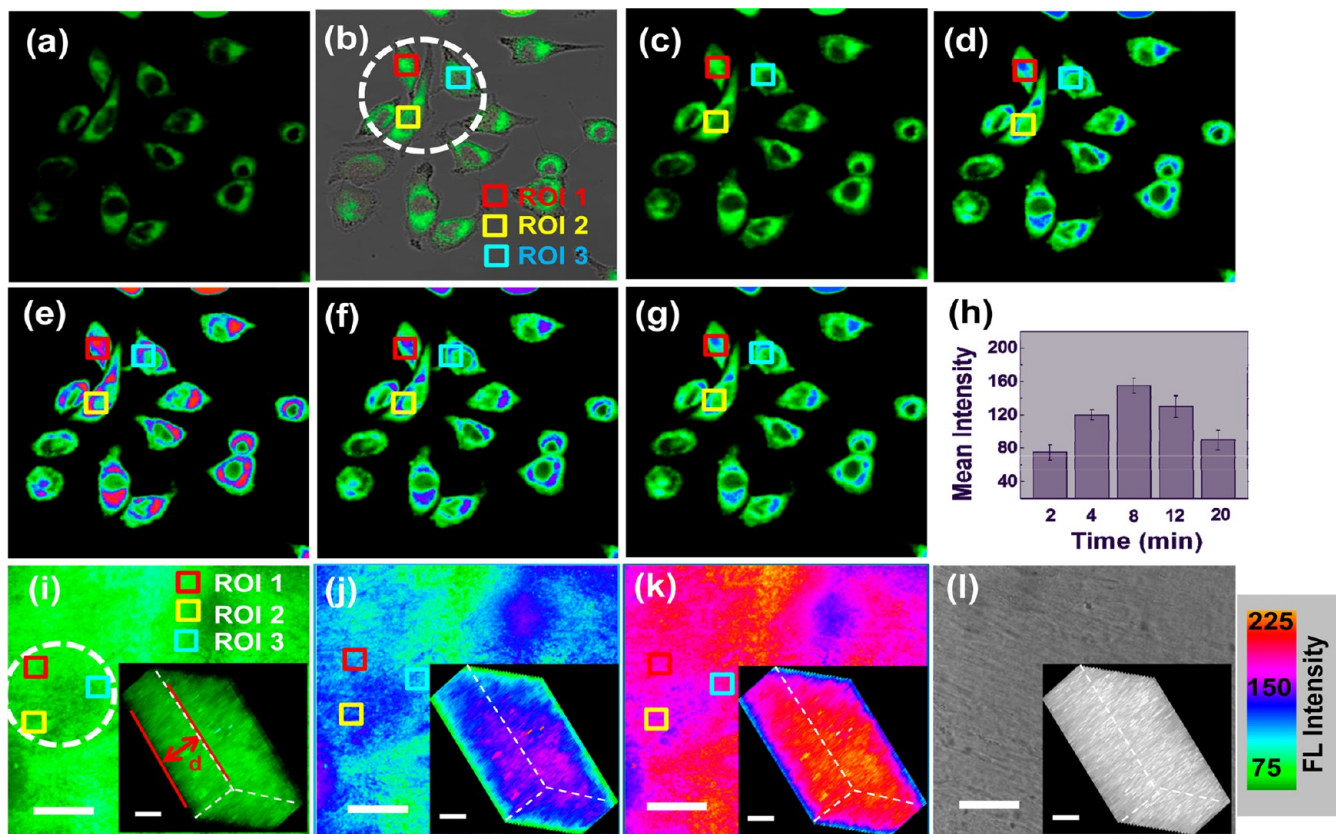 (a)
(b)
ROI 1
ROI 2
ROI 3
(c)
(d)
(e)
(f)
(g)
(h)
Mean Intensity
200
160
120
80
40
2 4 8 12 20
Time (min)
(i)
ROI 1
ROI 2
ROI 3
d
(j)
(k)
(l)
225
150
75
FL Intensity